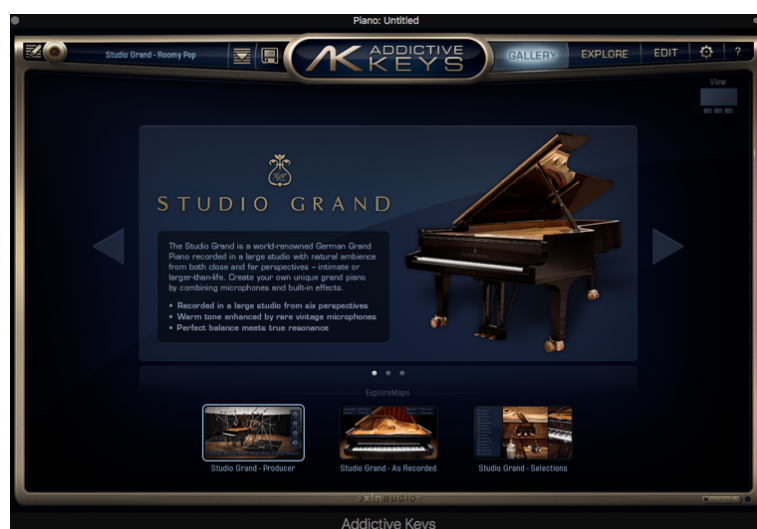 Piano: Untitled
Studio Grand - Roomy Pop
ADDICTIVE
KEYS
GALLERY
EXPLORE
EDIT
?
View
STUDIO GRAND
The Studio Grand is a world-renowned German Grand
Piano recorded in a large studio with natural ambience
from both close and far perspectives – intimate or
larger-than-life. Create your own unique grand piano
by combining microphones and built-in effects.
• Recorded in a large studio from six perspectives
• Warm tone enhanced by rare vintage microphones
• Perfect balance meets true resonance
ExploreMaps
Studio Grand - Producer
Studio Grand - As Recorded
Studio Grand - Selections
xlnaudio
PREVIEW
Addictive Keys